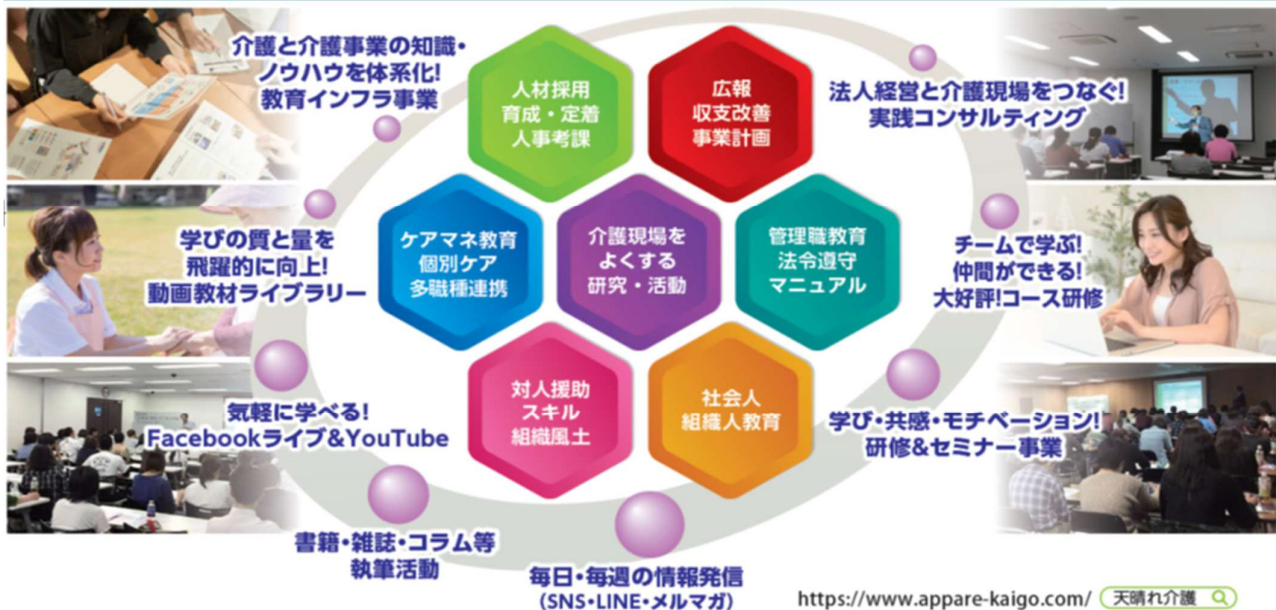 介護と介護事業の知識・
ノウハウを体系化!
教育インフラ事業
人材採用
育成・定着
人事考課
広報
収支改善
事業計画
法人経営と介護現場をつなぐ!
実践コンサルティング
学びの質と量を
飛躍的に向上!
動画教材ライブラリー
ケアマネ教育
個別ケア
多職種連携
介護現場を
よくする
研究・活動
管理職教育
法令遵守
マニュアル
チームで学ぶ!
仲間ができる!
大好評!コース研修
気軽に学べる!
Facebookライブ&YouTube
対人援助
スキル
組織風土
社会人
組織人教育
学び・共感・モチベーション!
研修&セミナー事業
書籍・雑誌・コラム等
執筆活動
毎日・毎週の情報発信
(SNS・LINE・メルマガ)
https://www.appare-kaigo.com/ 天晴れ介護